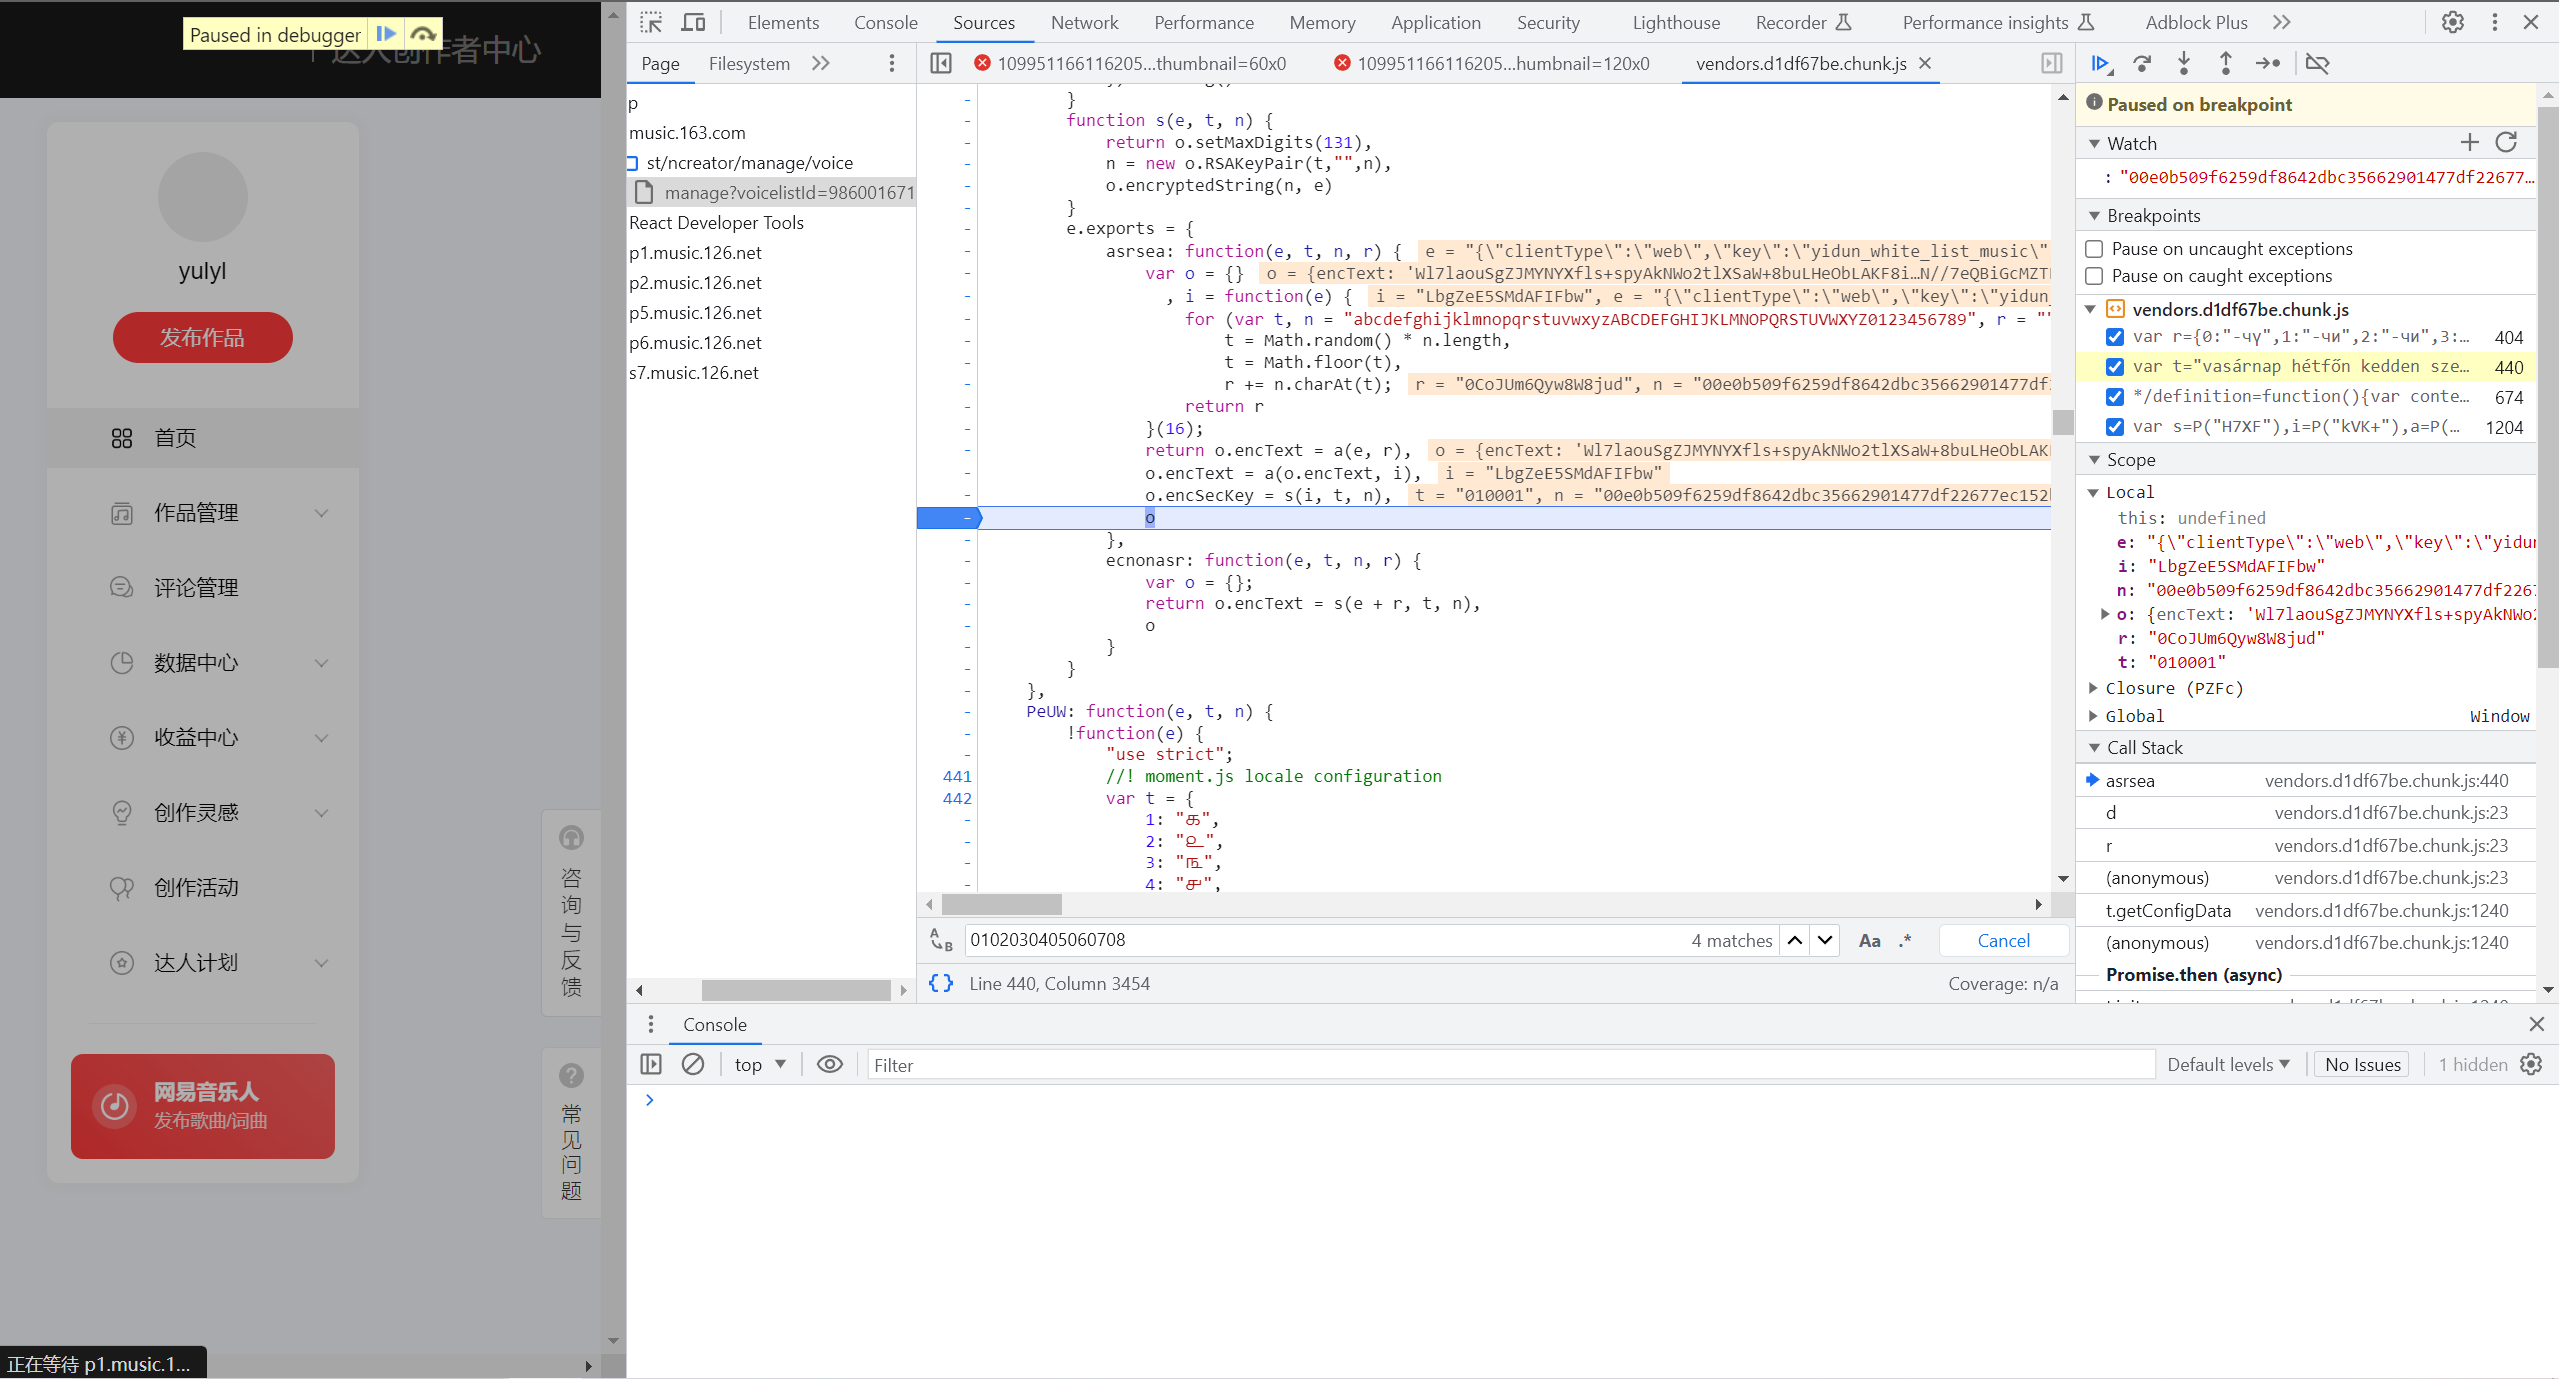 Paused in debugger
达人创作者中心
yulyl
发布作品
首页
作品管理
评论管理
数据中心
收益中心
创作灵感
创作活动
达人计划
网易音乐人
发布歌曲/词曲
咨询与反馈
常见问题
正在等待 p1.music.1...
Elements Console Sources Network Performance Memory Application Security Lighthouse Recorder Performance insights Adblock Plus
Page Filesystem
109951166116205...thumbnail=60x0 109951166116205...humbnail=120x0 vendors.d1df67be.chunk.js
p
music.163.com
st/ncreator/manage/voice
manage?voicelistId=986001671
React Developer Tools
p1.music.126.net
p2.music.126.net
p5.music.126.net
p6.music.126.net
s7.music.126.net
}
function s(e, t, n) {
return o.setMaxDigits(131),
n = new o.RSAKeyPair(t,"",n),
o.encryptedString(n, e)
}
e.exports = {
asrsea: function(e, t, n, r) { e = "{\"clientType\":\"web\",\"key\":\"yidun_white_list_music\"
var o = {} o = {encText: 'Wl7laouSgZJMYNYXfls+spyAkNWo2tlXSaW+8buLHeObLAKF8i…N//7eQBiGcMZT
, i = function(e) { i = "LbgZeE5SMdAFIFbw", e = "{\"clientType\":\"web\",\"key\":\"yidun_
for (var t, n = "abcdefghijklmnopqrstuvwxyzABCDEFGHIJKLMNOPQRSTUVWXYZ0123456789", r = ""
t = Math.random() * n.length,
t = Math.floor(t),
r += n.charAt(t); r = "0CoJUm6Qyw8W8jud", n = "00e0b509f6259df8642dbc35662901477df
return r
}(16);
return o.encText = a(e, r), o = {encText: 'Wl7laouSgZJMYNYXfls+spyAkNWo2tlXSaW+8buLHeObLAK
o.encText = a(o.encText, i), i = "LbgZeE5SMdAFIFbw"
o.encSecKey = s(i, t, n), t = "010001", n = "00e0b509f6259df8642dbc35662901477df22677ec152
o
},
ecnonasr: function(e, t, n, r) {
var o = {};
return o.encText = s(e + r, t, n),
o
}
}
},
PeUW: function(e, t, n) {
!function(e) {
"use strict";
441 //! moment.js locale configuration
442 var t = {
1: "௧",
2: "௨",
3: "௩",
4: "௪",
0102030405060708 4 matches Aa .* Cancel
{} Line 440, Column 3454 Coverage: n/a
Paused on breakpoint
Watch
: "00e0b509f6259df8642dbc35662901477df22677…
Breakpoints
Pause on uncaught exceptions
Pause on caught exceptions
vendors.d1df67be.chunk.js
var r={0:"-чү",1:"-чи",2:"-чи",3:… 404
var t="vasárnap hétfőn kedden sze… 440
*/definition=function(){var conte… 674
var s=P("H7XF"),i=P("kVK+"),a=P(… 1204
Scope
Local
this: undefined
e: "{\"clientType\":\"web\",\"key\":\"yidun
i: "LbgZeE5SMdAFIFbw"
n: "00e0b509f6259df8642dbc35662901477df2267
o: {encText: 'Wl7laouSgZJMYNYXfls+spyAkNWo2
r: "0CoJUm6Qyw8W8jud"
t: "010001"
Closure (PZFc)
Global Window
Call Stack
asrsea vendors.d1df67be.chunk.js:440
d vendors.d1df67be.chunk.js:23
r vendors.d1df67be.chunk.js:23
(anonymous) vendors.d1df67be.chunk.js:23
t.getConfigData vendors.d1df67be.chunk.js:1240
(anonymous) vendors.d1df67be.chunk.js:1240
Promise.then (async)
Console
top Filter Default levels No Issues 1 hidden